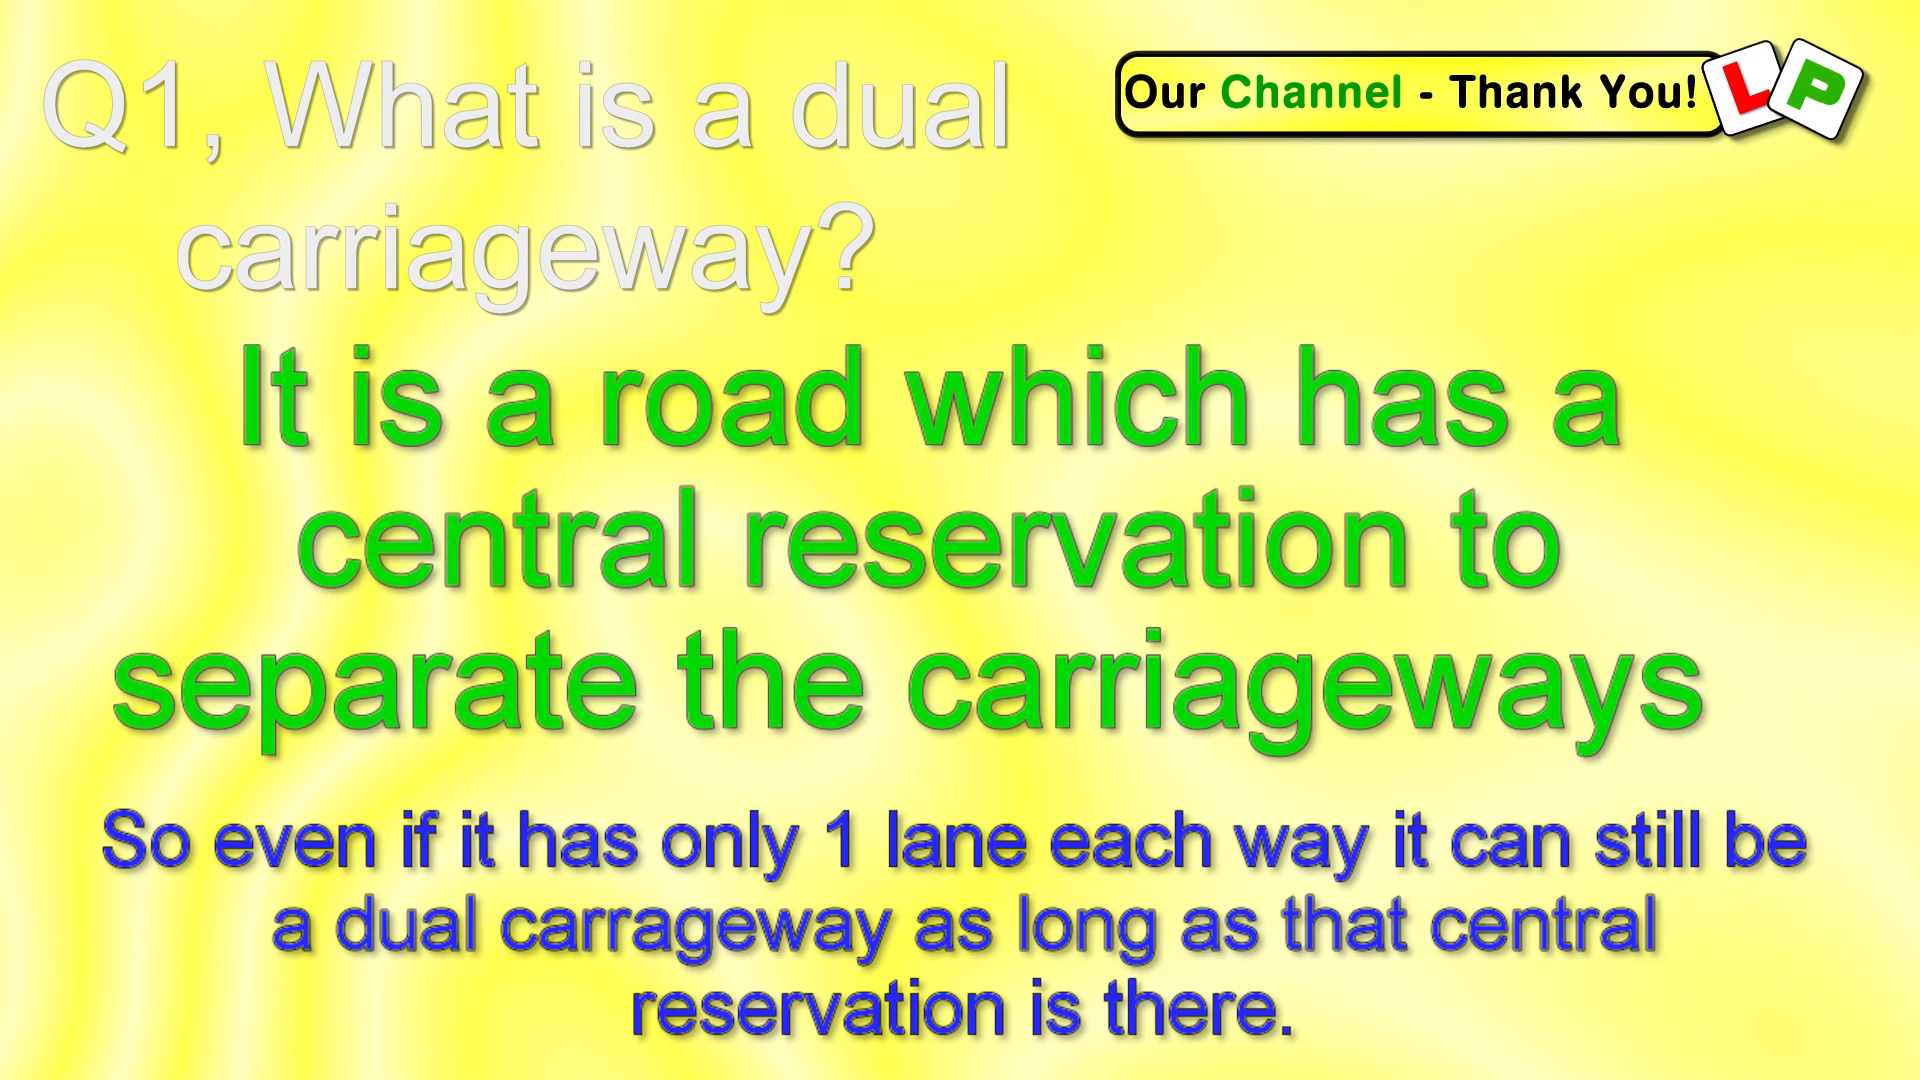 Q1, What is a dual
carriageway?
Our Channel - Thank You!
L P
It is a road which has a
central reservation to
separate the carriageways
So even if it has only 1 lane each way it can still be
a dual carrageway as long as that central
reservation is there.